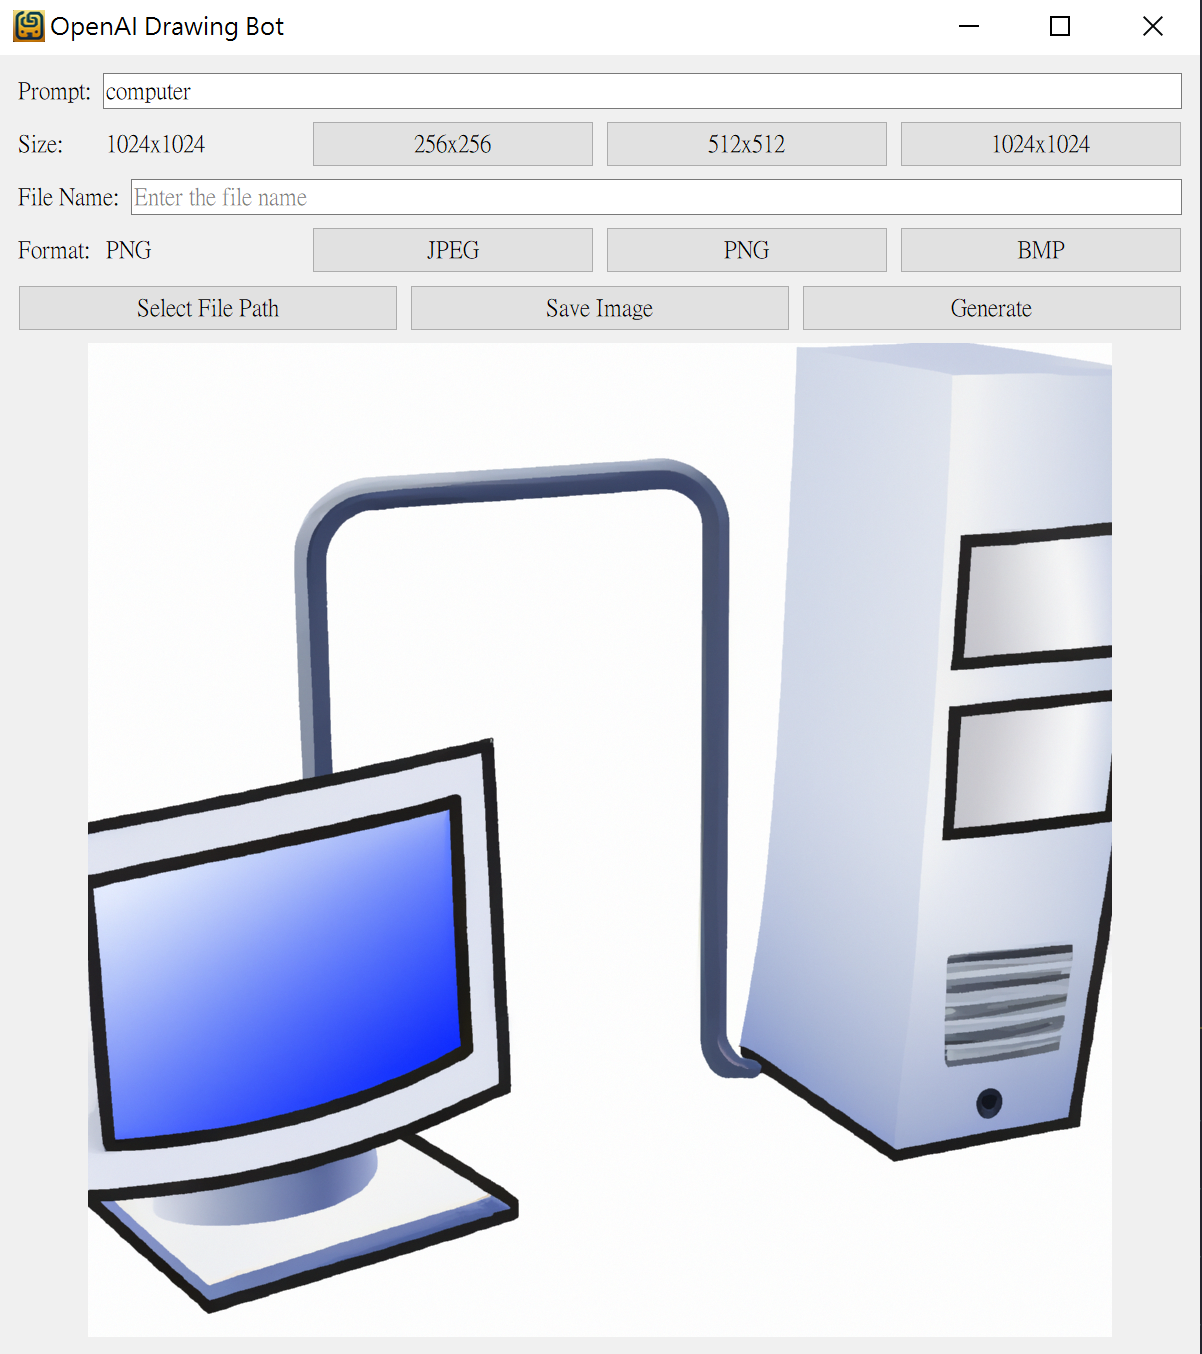 OpenAI Drawing Bot
Prompt: computer
Size: 1024x1024 256x256 512x512 1024x1024
File Name: Enter the file name
Format: PNG JPEG PNG BMP
Select File Path Save Image Generate